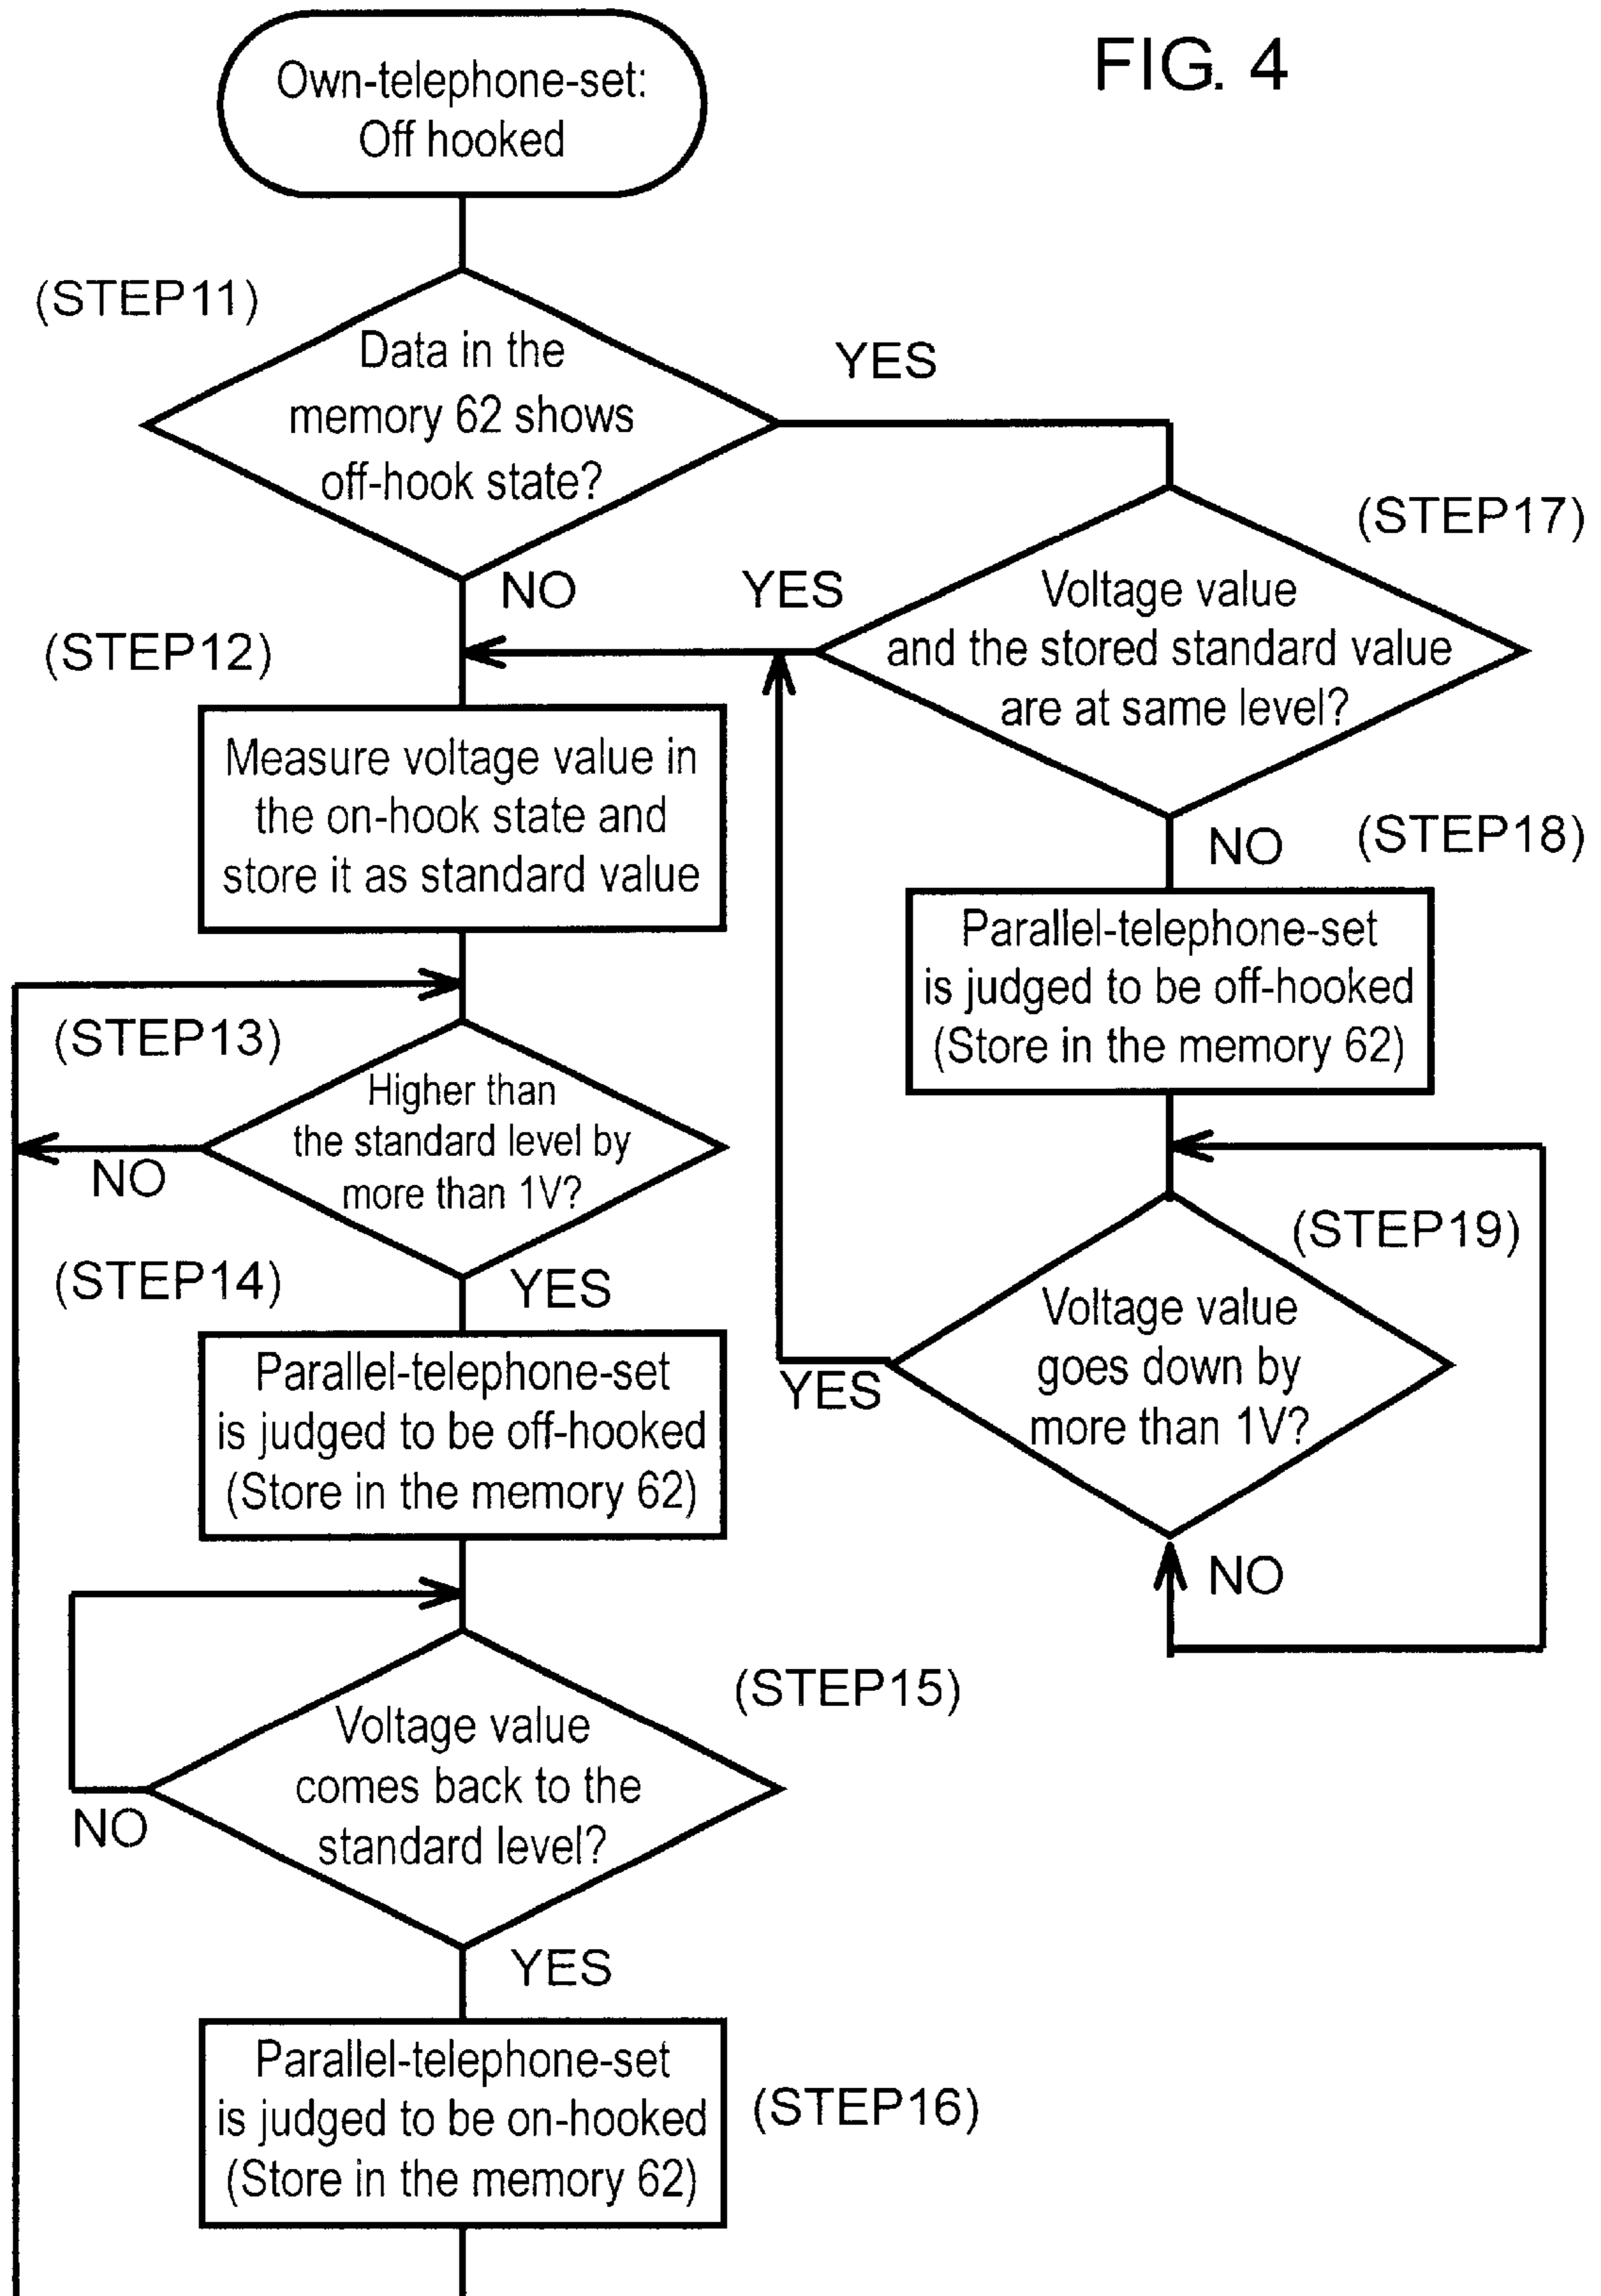 FIG. 4
Own-telephone-set:
Off hooked
(STEP11)
Data in the
memory 62 shows
off-hook state?
YES
NO
(STEP17)
Voltage value
and the stored standard value
are at same level?
YES
NO
(STEP12)
Measure voltage value in
the on-hook state and
store it as standard value
(STEP18)
Parallel-telephone-set
is judged to be off-hooked
(Store in the memory 62)
(STEP13)
Higher than
the standard level by
more than 1V?
NO
YES
(STEP19)
Voltage value
goes down by
more than 1V?
YES
NO
(STEP14)
Parallel-telephone-set
is judged to be off-hooked
(Store in the memory 62)
(STEP15)
Voltage value
comes back to the
standard level?
NO
YES
Parallel-telephone-set
is judged to be on-hooked
(Store in the memory 62)
(STEP16)